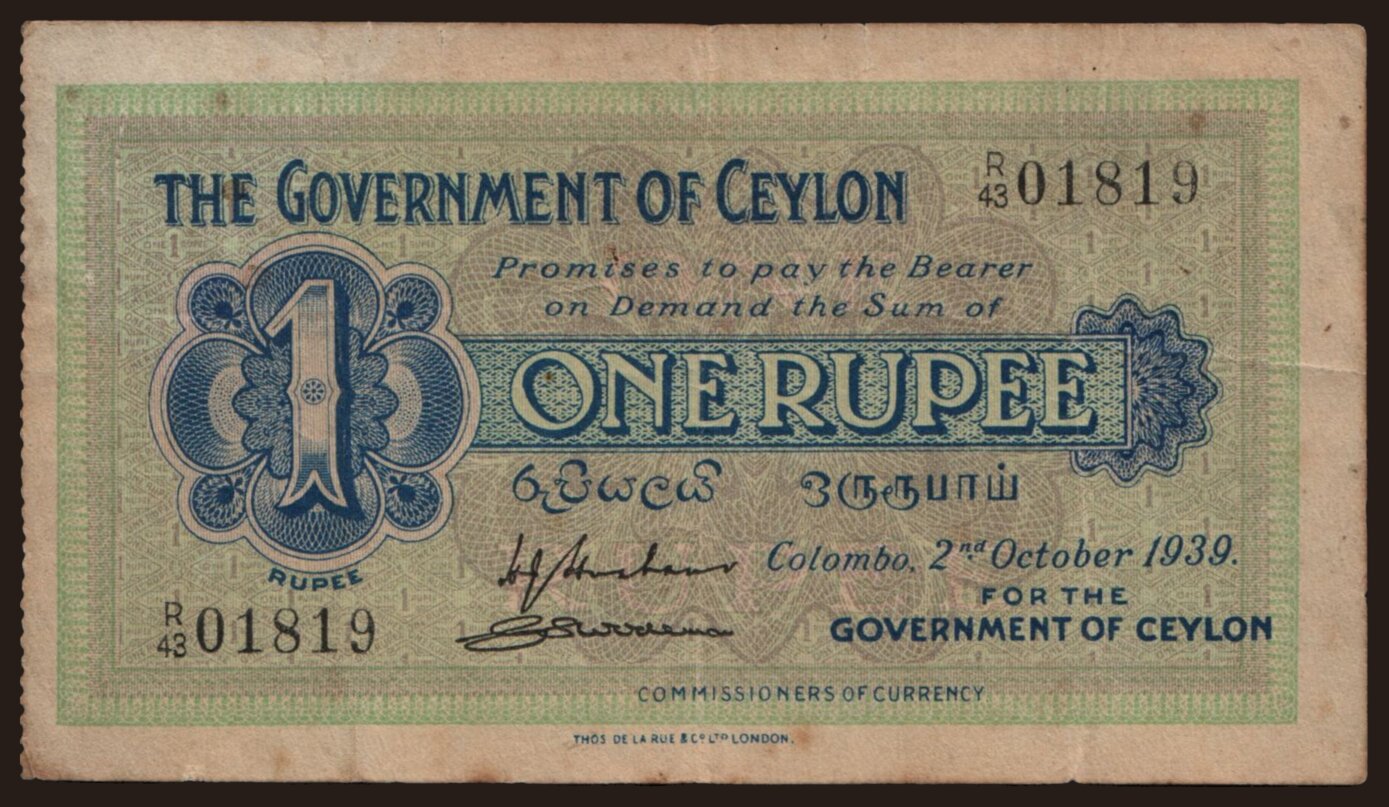 THE GOVERNMENT OF CEYLON
R/43 01819
Promises to pay the Bearer
on Demand the Sum of
1
ONE RUPEE
රුපියලයි ஒரு ரூபாய்
RUPEE
Colombo, 2nd October 1939.
FOR THE
R/43 01819
GOVERNMENT OF CEYLON
COMMISSIONERS OF CURRENCY
THOS DE LA RUE & Co LTD LONDON.